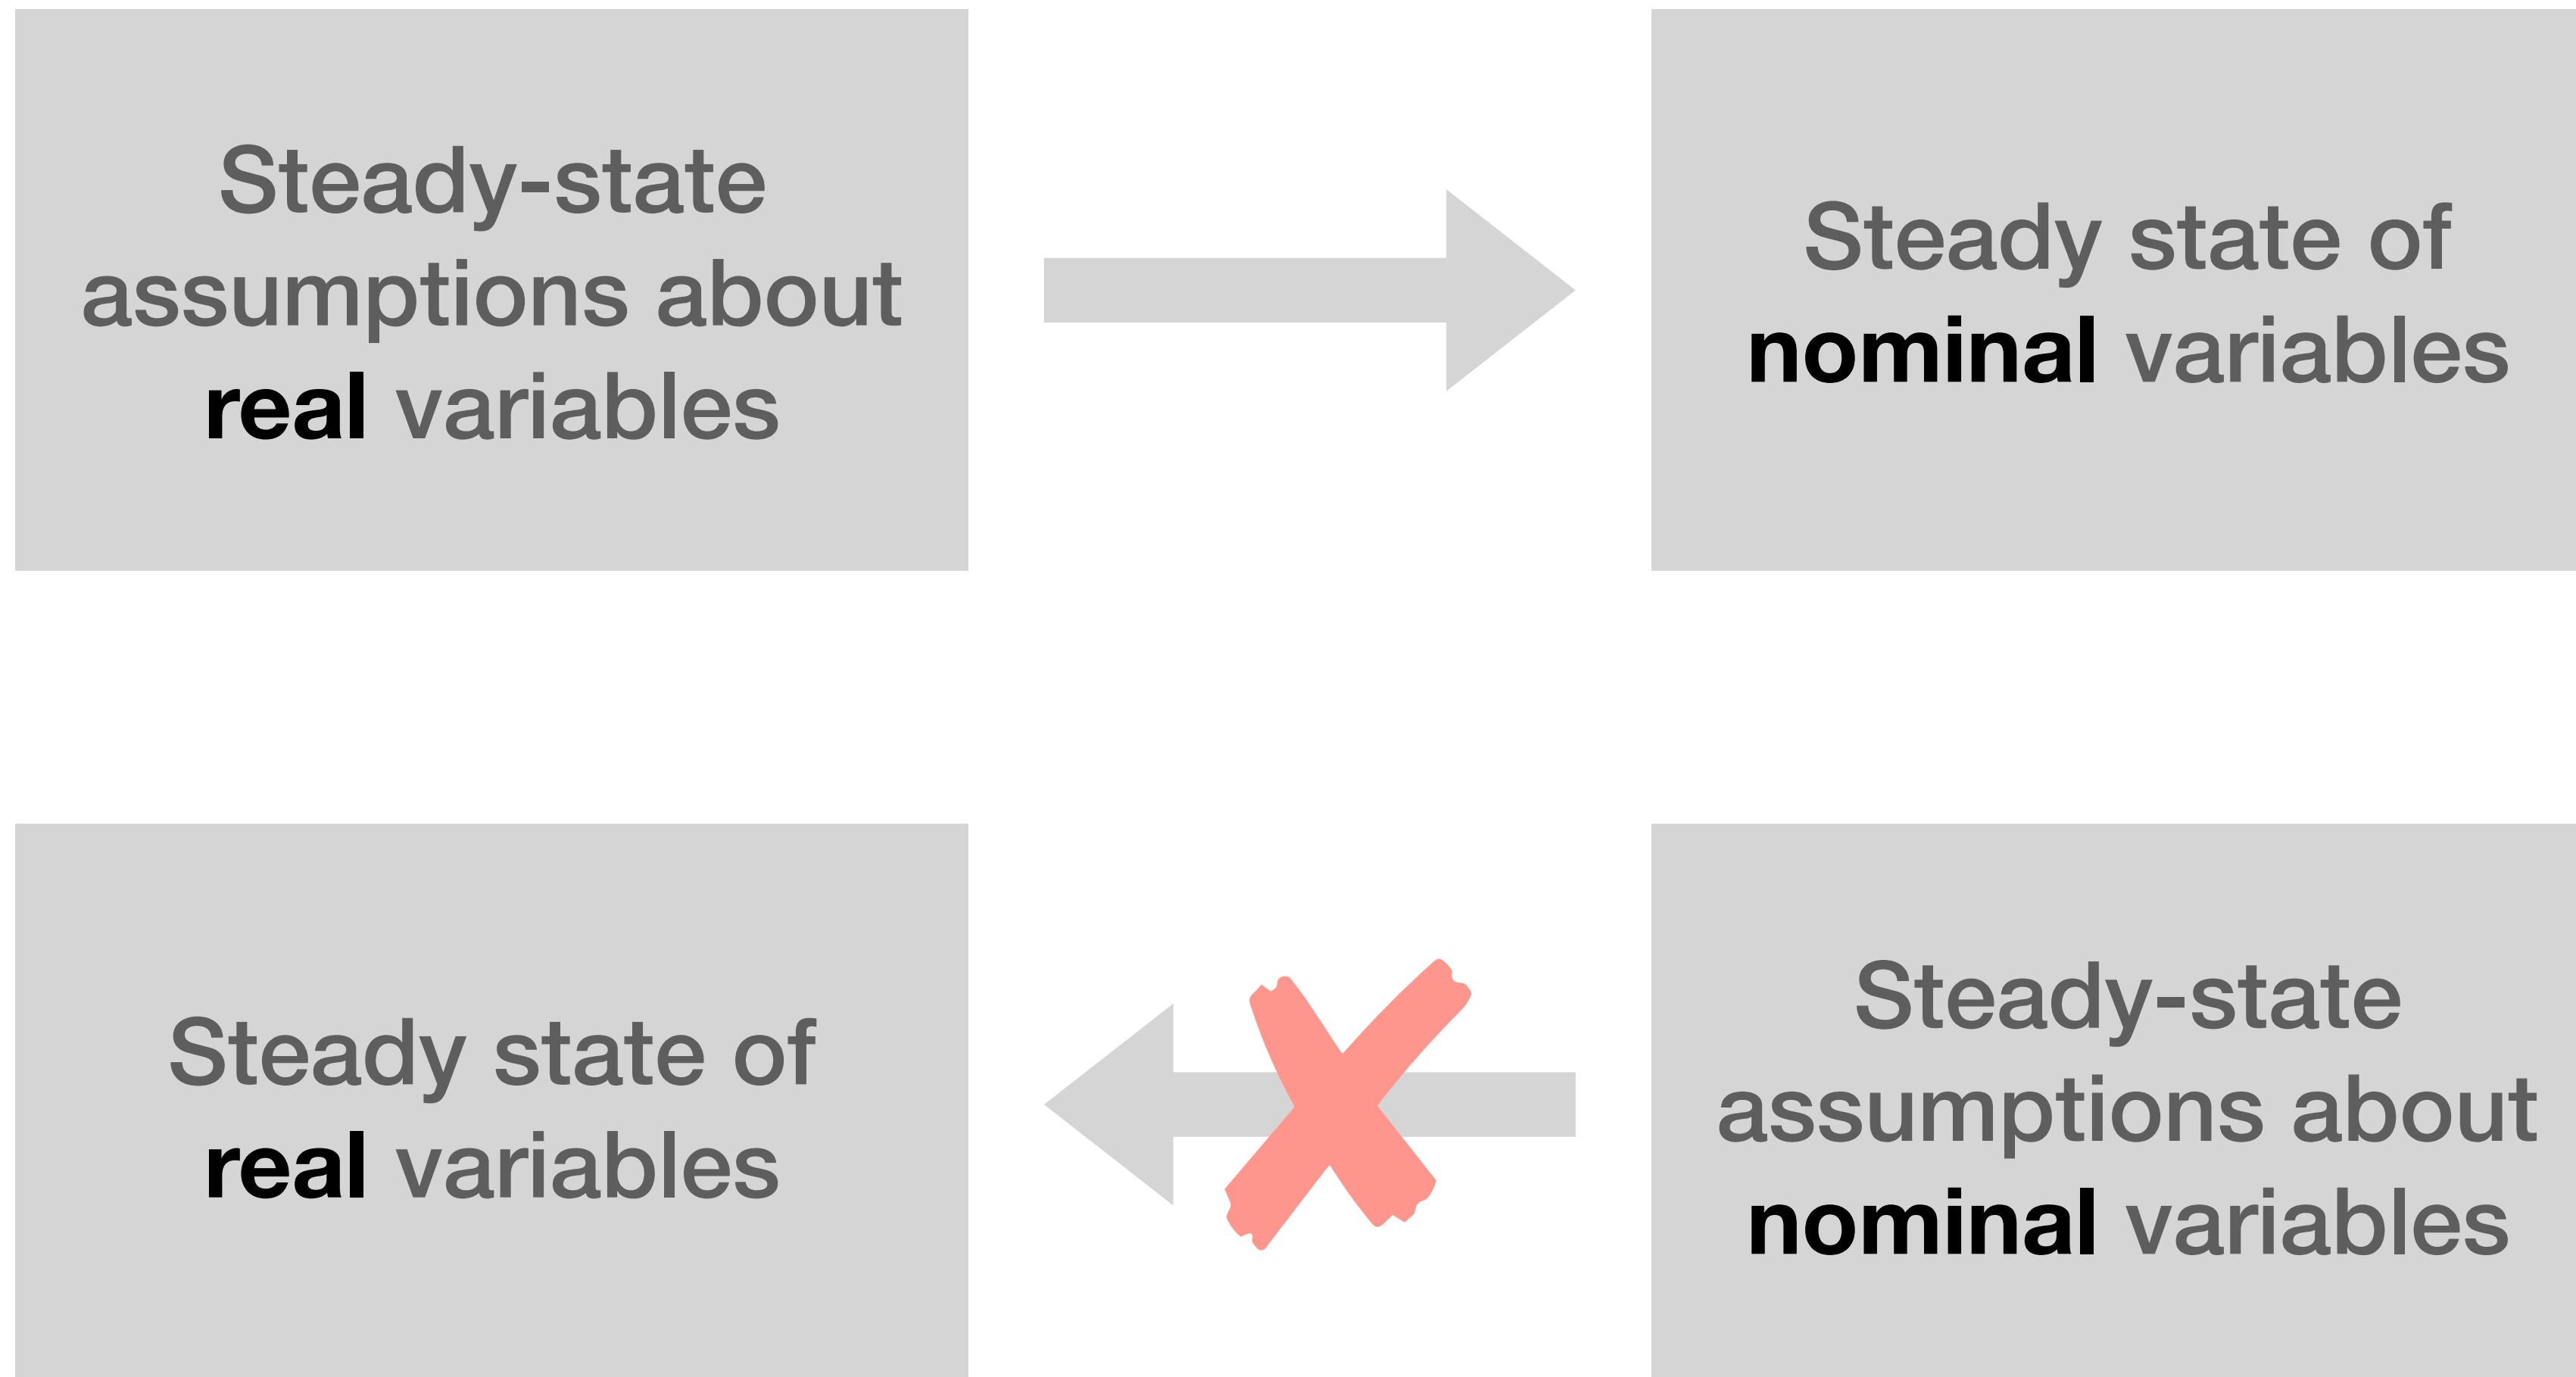 Steady-state
assumptions about
real variables
Steady state of
nominal variables
Steady state of
real variables
Steady-state
assumptions about
nominal variables